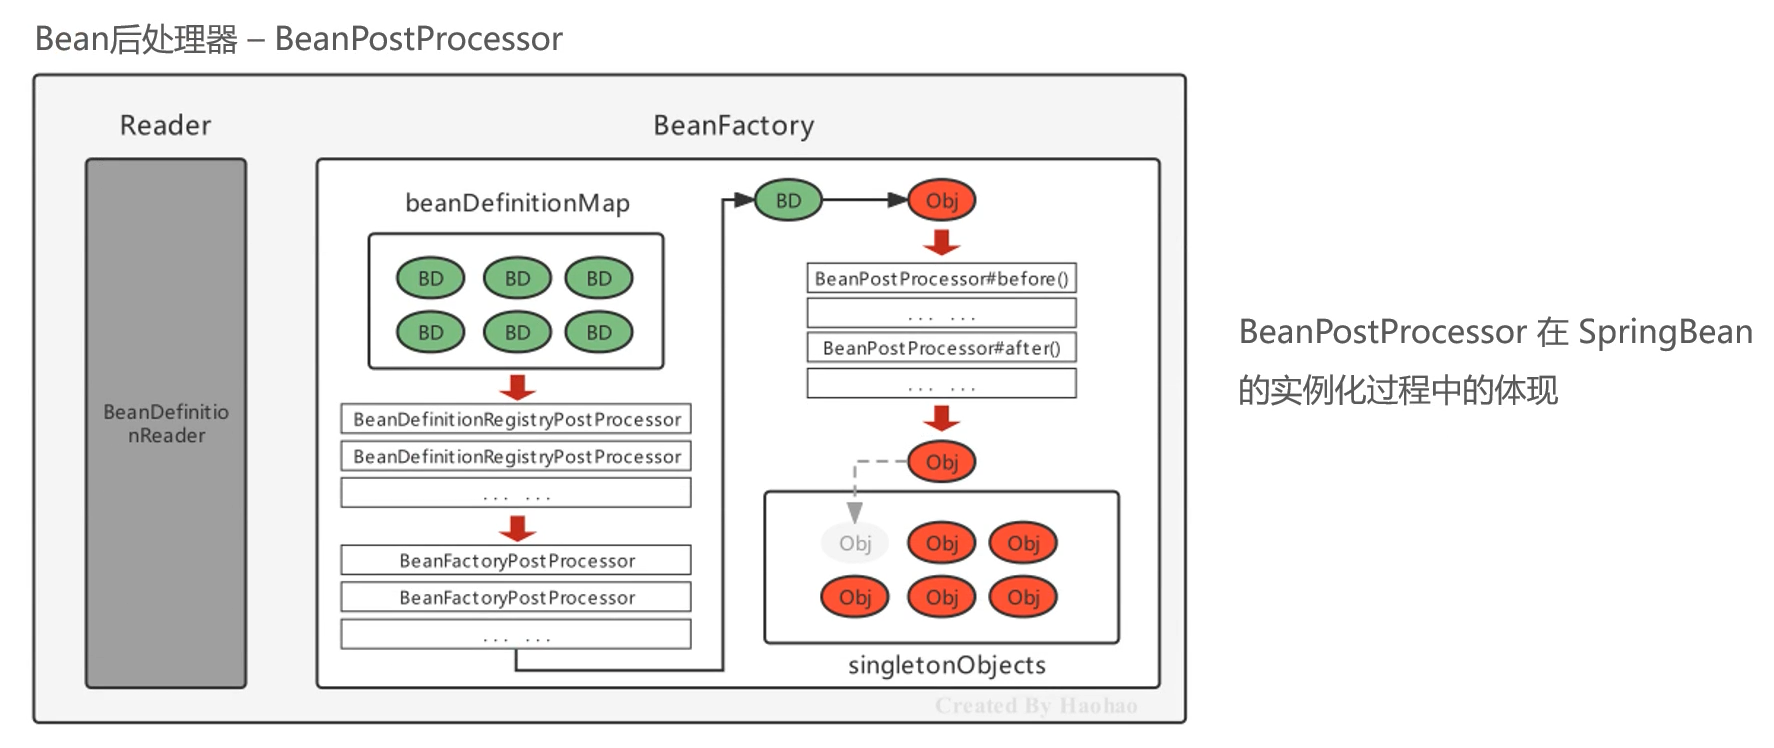 Bean后处理器 – BeanPostProcessor
Reader
BeanFactory
BeanDefinitio
nReader
beanDefinitionMap
BD BD BD
BD BD BD
BeanDefinitionRegistryPostProcessor
BeanDefinitionRegistryPostProcessor
... ...
BeanFactoryPostProcessor
BeanFactoryPostProcessor
... ...
BD Obj
BeanPostProcessor#before()
... ...
BeanPostProcessor#after()
... ...
Obj
Obj Obj Obj
Obj Obj Obj
singletonObjects
Created By Haohao
BeanPostProcessor 在 SpringBean
的实例化过程中的体现